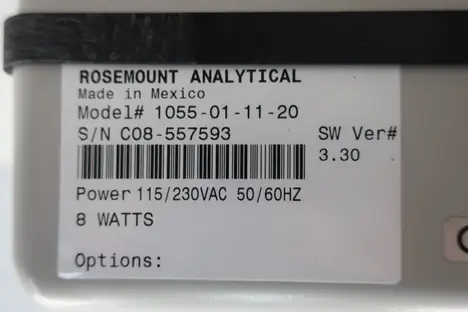 ROSEMOUNT ANALYTICAL
Made in Mexico
Model# 1055-01-11-20
S/N C08-557593
SW Ver#
3.30
Power 115/230VAC 50/60HZ
8 WATTS
Options: